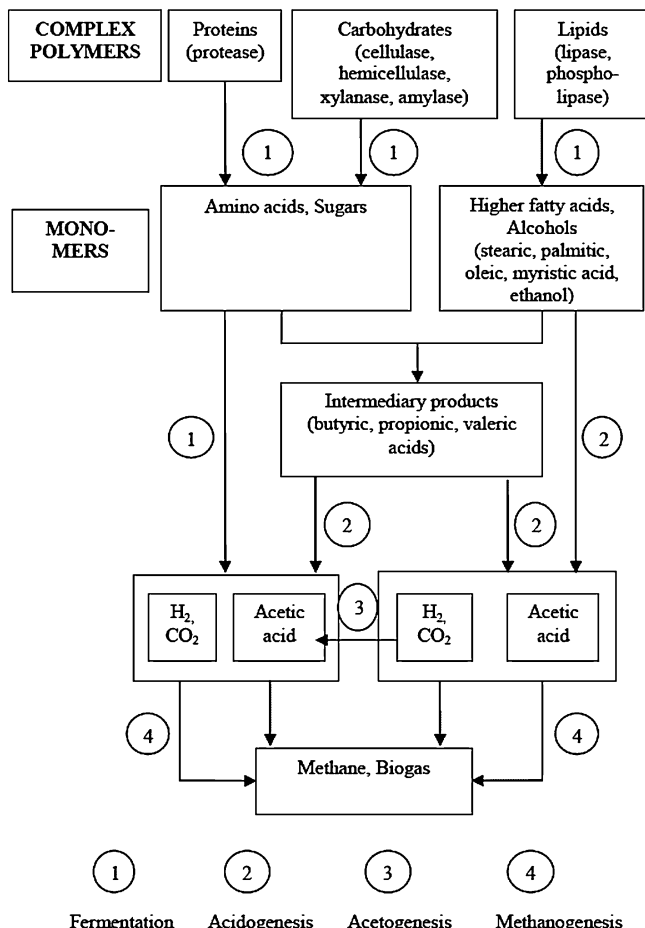 COMPLEX
POLYMERS
Proteins
(protease)
Carbohydrates
(cellulase,
hemicellulase,
xylanase, amylase)
Lipids
(lipase,
phospho-
lipase)
1
1
1
MONO-
MERS
Amino acids, Sugars
Higher fatty acids,
Alcohols
(stearic, palmitic,
oleic, myristic acid,
ethanol)
Intermediary products
(butyric, propionic, valeric
acids)
1
2
2
2
H₂,
CO₂
Acetic
acid
3
H₂,
CO₂
Acetic
acid
4
4
Methane, Biogas
1
2
3
4
Fermentation
Acidogenesis
Acetogenesis
Methanogenesis